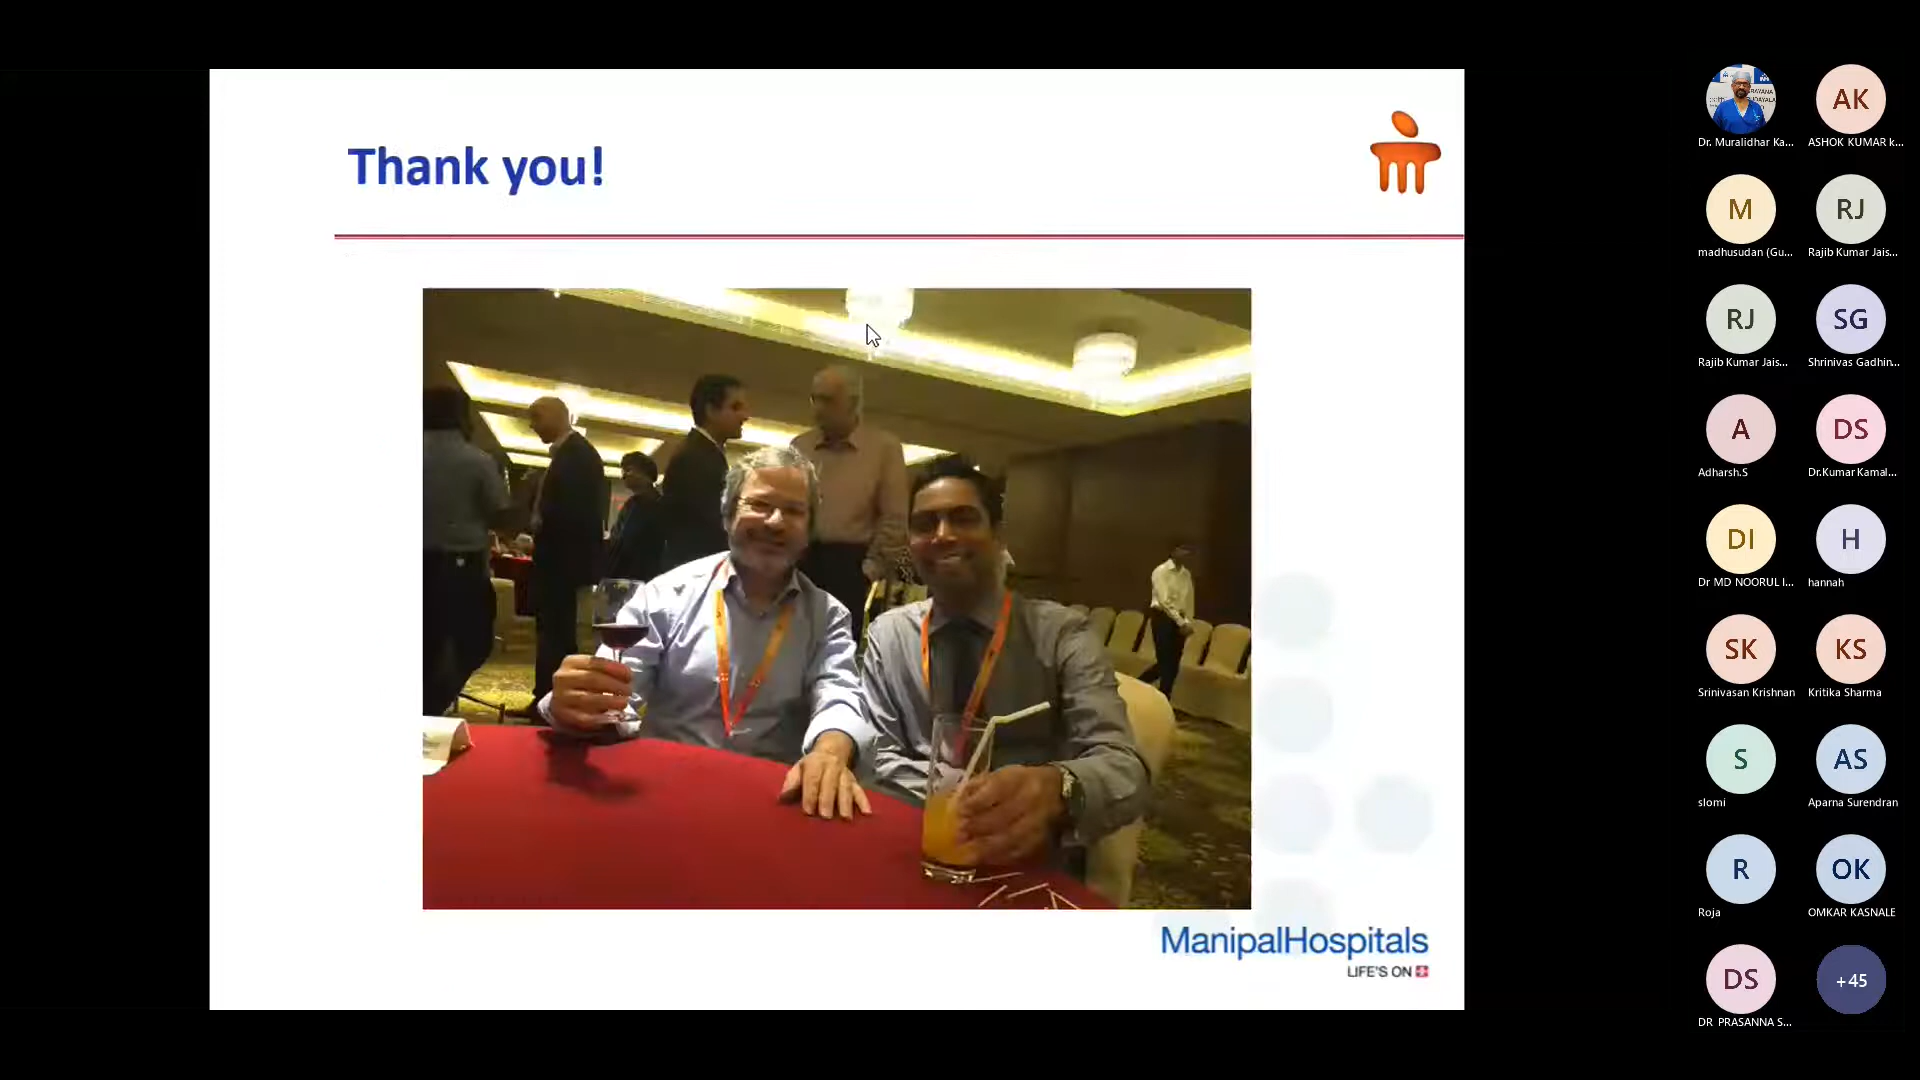 Thank you!
ManipalHospitals
LIFE'S ON
Dr. Muralidhar Ka...
AK
ASHOK KUMAR k...
M
madhusudan (Gu...
RJ
Rajib Kumar Jais...
RJ
Rajib Kumar Jais...
SG
Shrinivas Gadhin...
A
Adharsh.S
DS
Dr.Kumar Kamal...
DI
Dr MD NOORUL I...
H
hannah
SK
Srinivasan Krishnan
KS
Kritika Sharma
S
slomi
AS
Aparna Surendran
R
Roja
OK
OMKAR KASNALE
DS
DR PRASANNA S...
+45